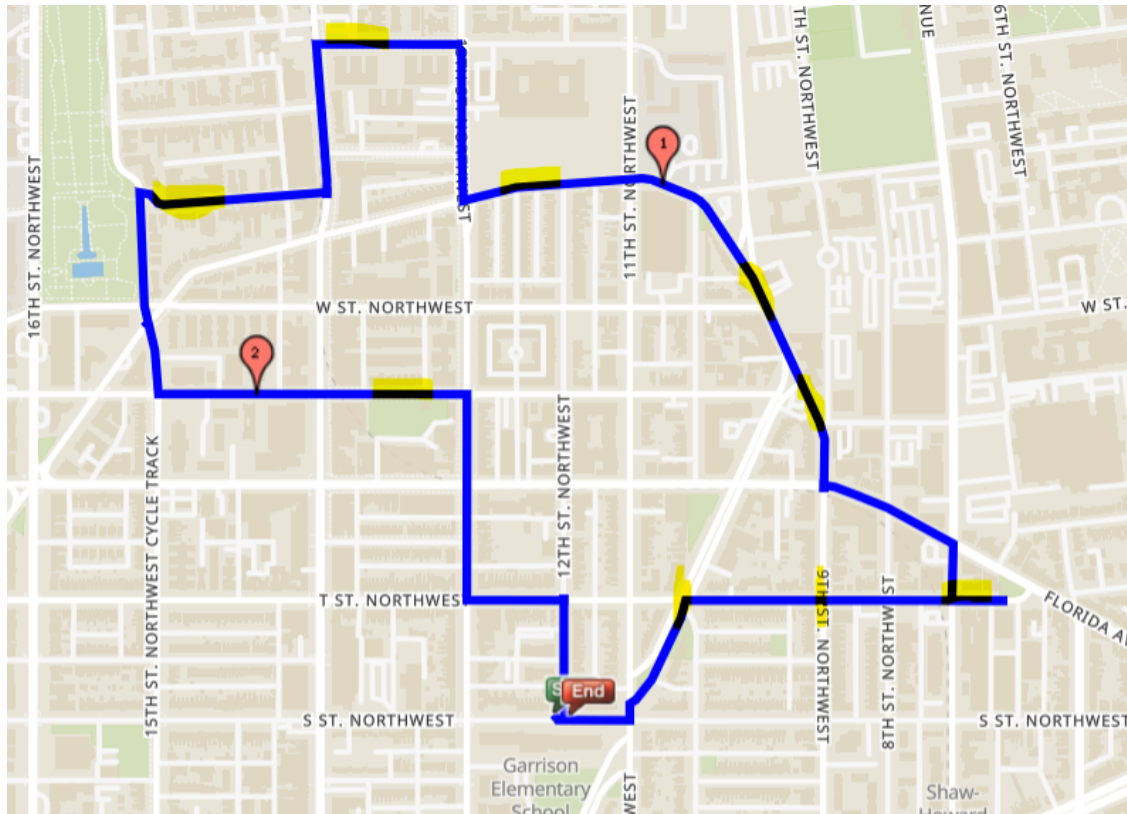 16TH ST. NORTHWEST
11TH ST. NORTHWEST
TH ST. NORTHWEST
NUE
6TH ST. NORTHWEST
1
W ST. NORTHWEST
W ST.
2
15TH ST. NORTHWEST CYCLE TRACK
12TH ST. NORTHWEST
T ST. NORTHWEST
9TH ST. NORTHWEST
8TH ST. NORTHWEST
FLORIDA AV
S
End
S ST. NORTHWEST
S ST. NORTHWEST
Garrison
Elementary
School
WEST
Shaw-
Howard